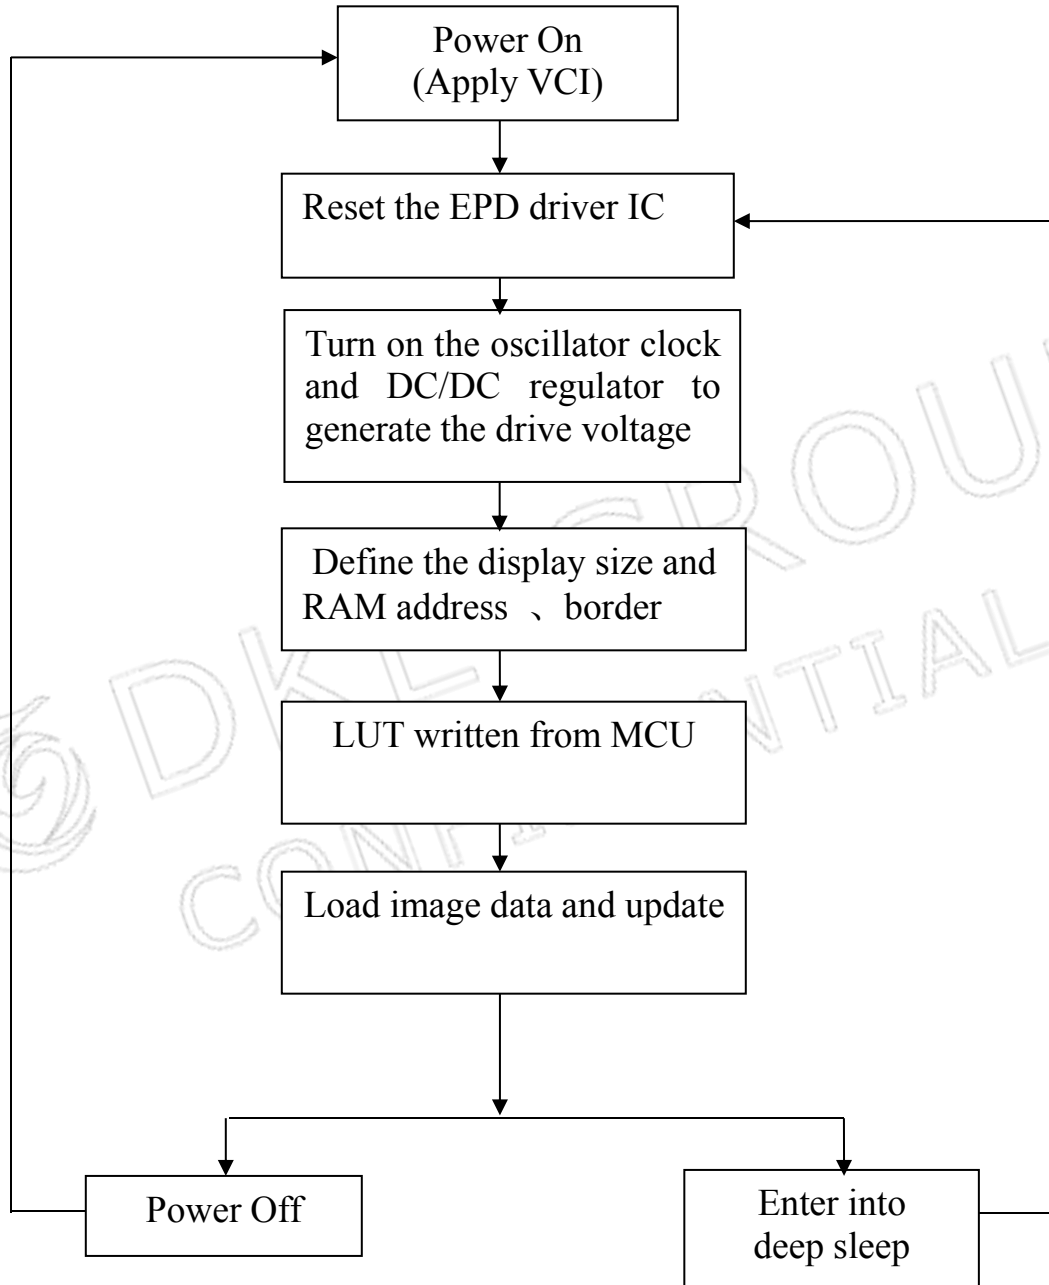 Power On
(Apply VCI)
Reset the EPD driver IC
Turn on the oscillator clock
and DC/DC regulator to
generate the drive voltage
Define the display size and
RAM address 、border
LUT written from MCU
Load image data and update
Power Off
Enter into
deep sleep